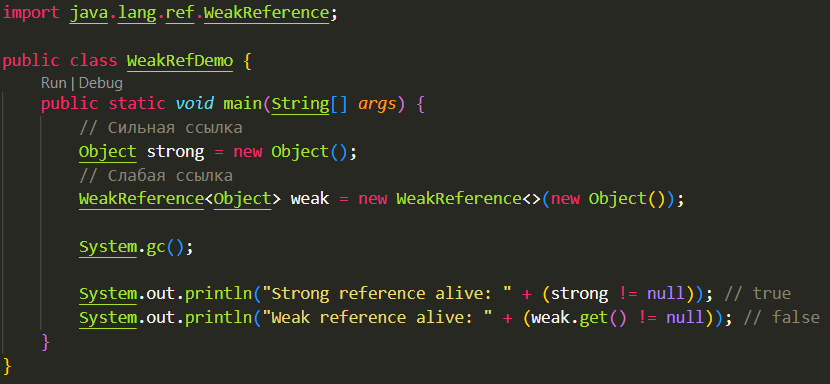 import java.lang.ref.WeakReference;
public class WeakRefDemo {
Run | Debug
public static void main(String[] args) {
// Сильная ссылка
Object strong = new Object();
// Слабая ссылка
WeakReference<Object> weak = new WeakReference<>(new Object());
System.gc();
System.out.println("Strong reference alive: " + (strong != null)); // true
System.out.println("Weak reference alive: " + (weak.get() != null)); // false
}
}